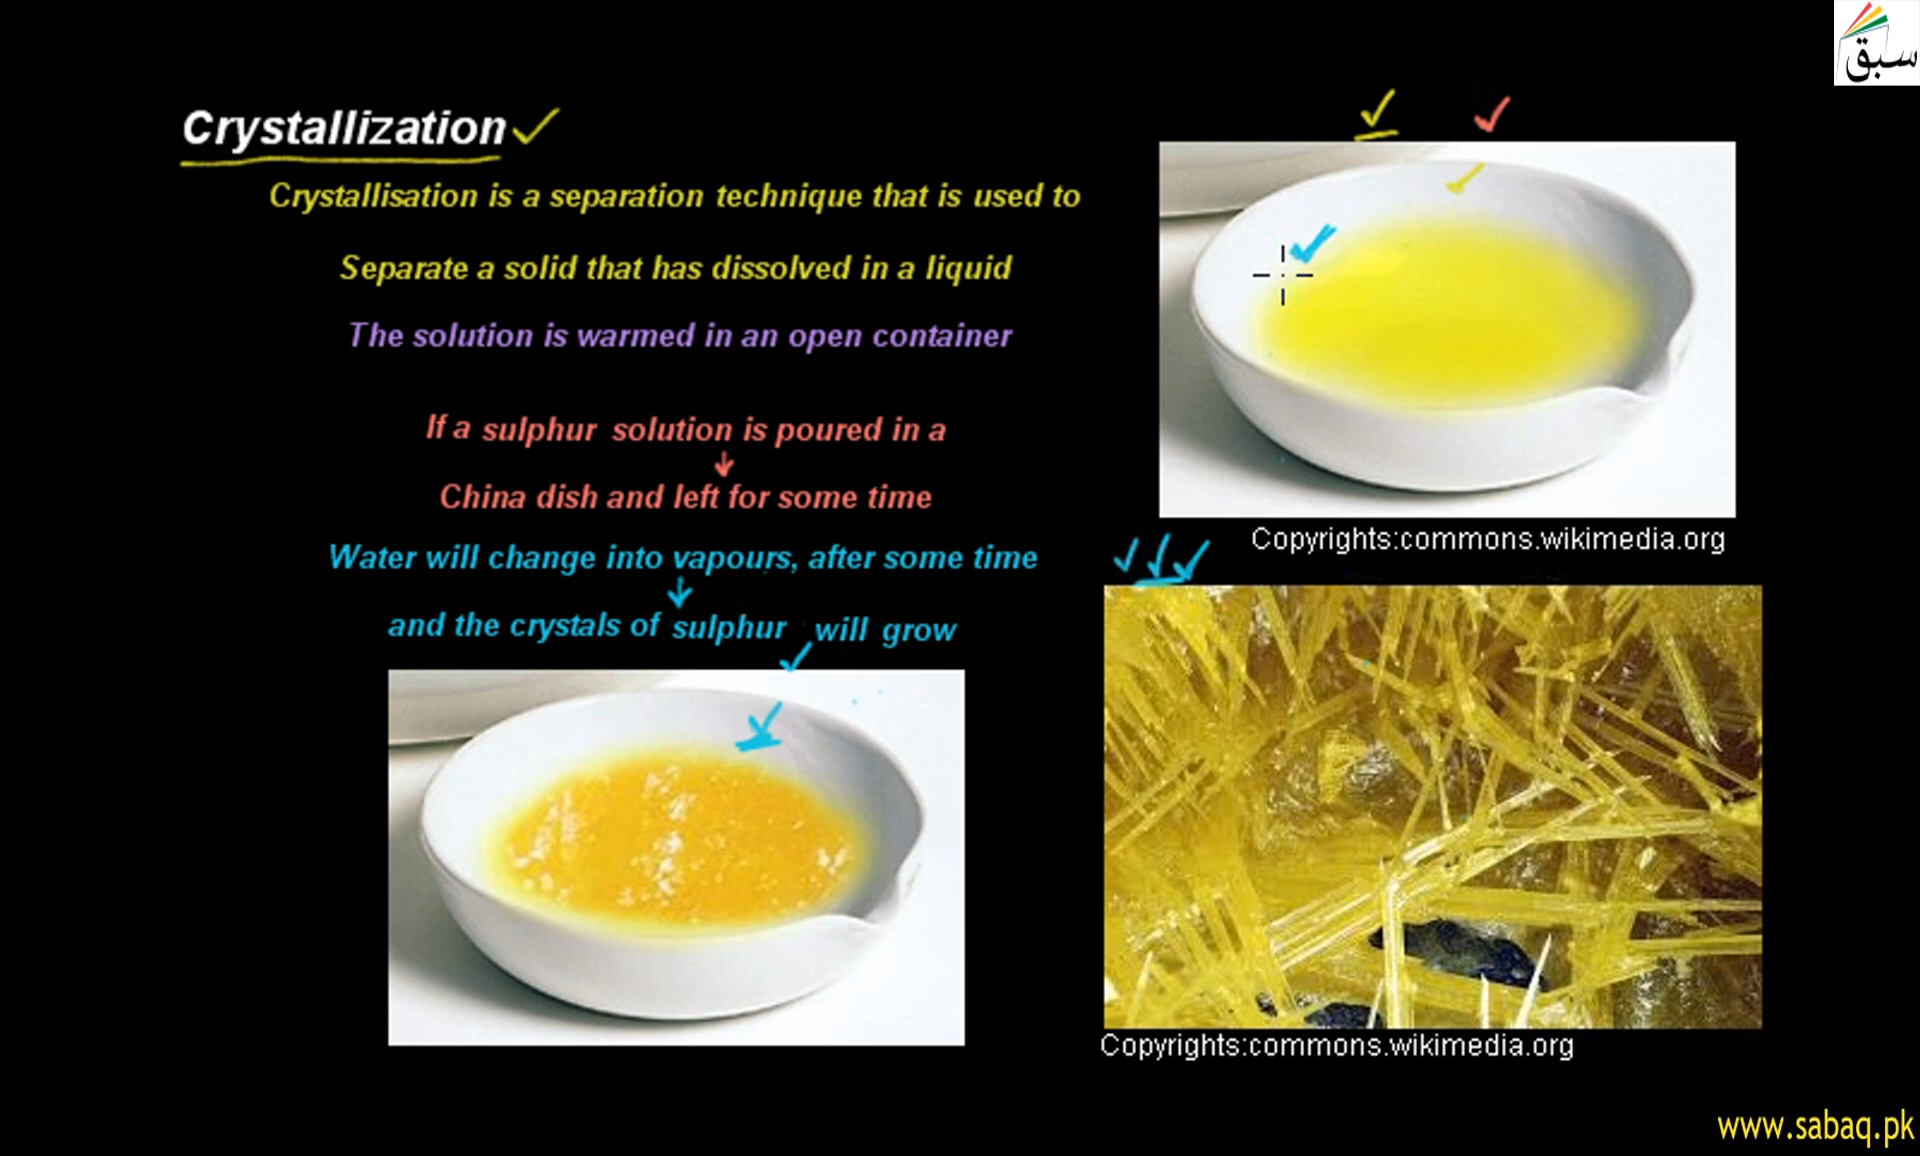 سبق
Crystallization
Crystallisation is a separation technique that is used to
Separate a solid that has dissolved in a liquid
The solution is warmed in an open container
If a sulphur solution is poured in a
China dish and left for some time
Water will change into vapours, after some time
and the crystals of sulphur will grow
Copyrights:commons.wikimedia.org
Copyrights:commons.wikimedia.org
www.sabaq.pk